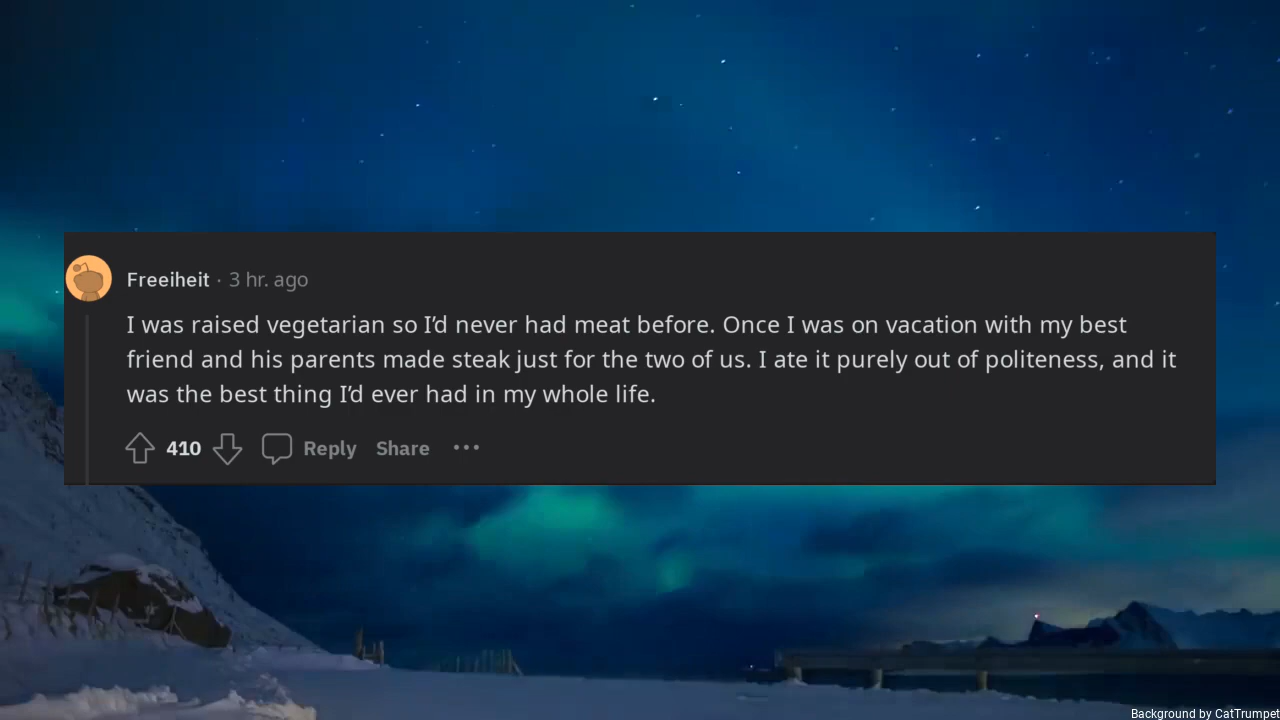 Freeiheit · 3 hr. ago
I was raised vegetarian so I'd never had meat before. Once I was on vacation with my best
friend and his parents made steak just for the two of us. I ate it purely out of politeness, and it
was the best thing I'd ever had in my whole life.
410 Reply Share ···
Background by CatTrumpet